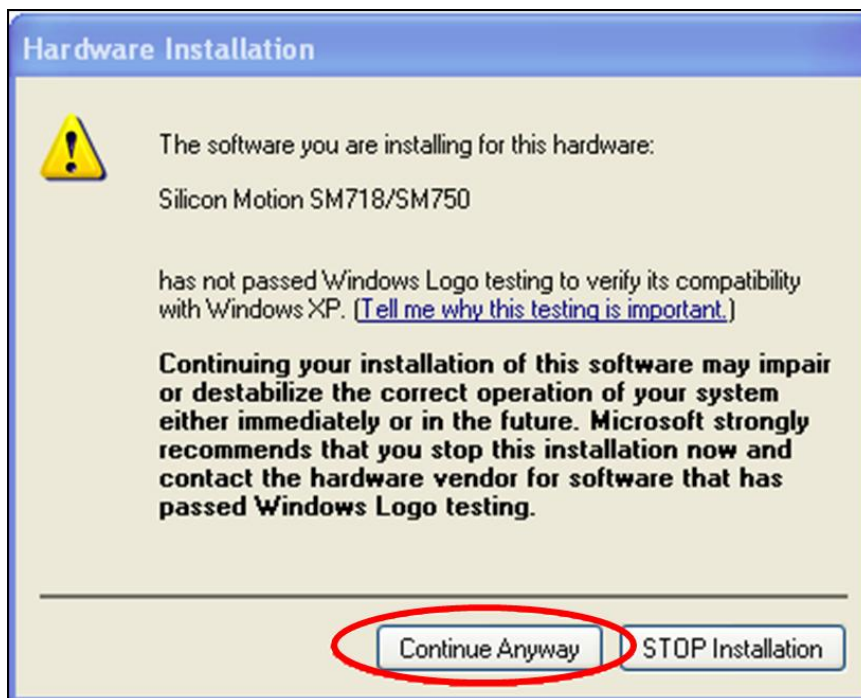 Hardware Installation
The software you are installing for this hardware:
Silicon Motion SM718/SM750
has not passed Windows Logo testing to verify its compatibility
with Windows XP. (Tell me why this testing is important.)
Continuing your installation of this software may impair
or destabilize the correct operation of your system
either immediately or in the future. Microsoft strongly
recommends that you stop this installation now and
contact the hardware vendor for software that has
passed Windows Logo testing.
Continue Anyway
STOP Installation